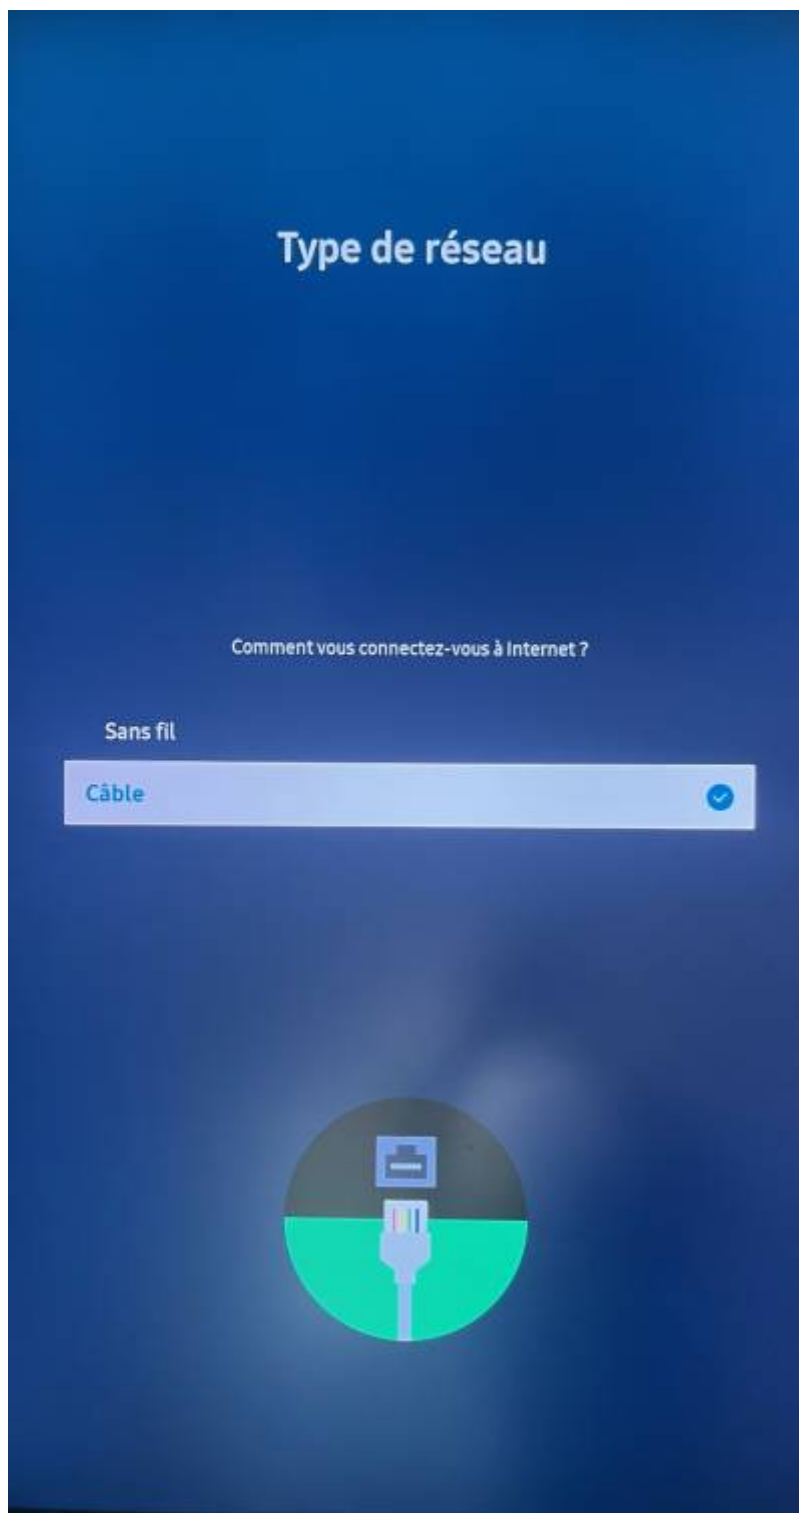 Type de réseau
Comment vous connectez-vous à Internet ?
Sans fil
Câble